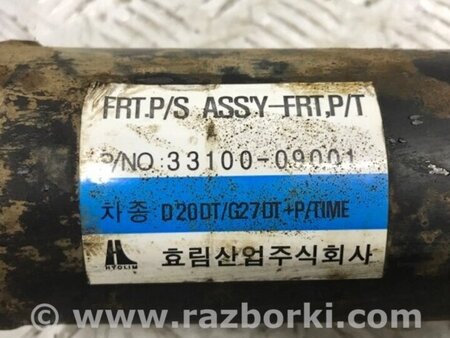 FRT.P/S ASS'Y-FRT,P/T
P/NO 33100-09001
차종 D20DT/G27DT+P/TIME
HYOLIM
효림산업주식회사
© www.razborki.com